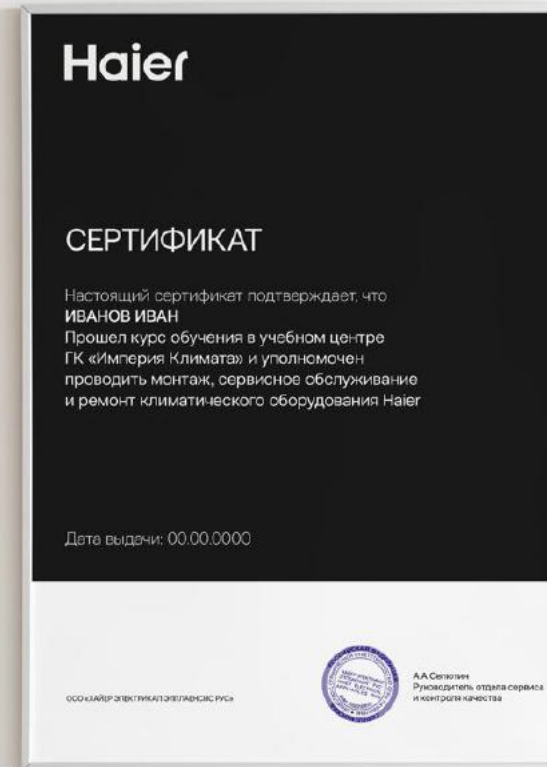 Haier
СЕРТИФИКАТ
Настоящий сертификат подтверждает, что
ИВАНОВ ИВАН
Прошел курс обучения в учебном центре
ГК «Империя Климата» и уполномочен
проводить монтаж, сервисное обслуживание
и ремонт климатического оборудования Haier
Дата выдачи: 00.00.0000
ООО «ХАЙЕР ЭЛЕКТРИКАЛ ЭППЛАЕНСИС РУС»
А.А.
Руководитель отдела сервиса
и контроля качества